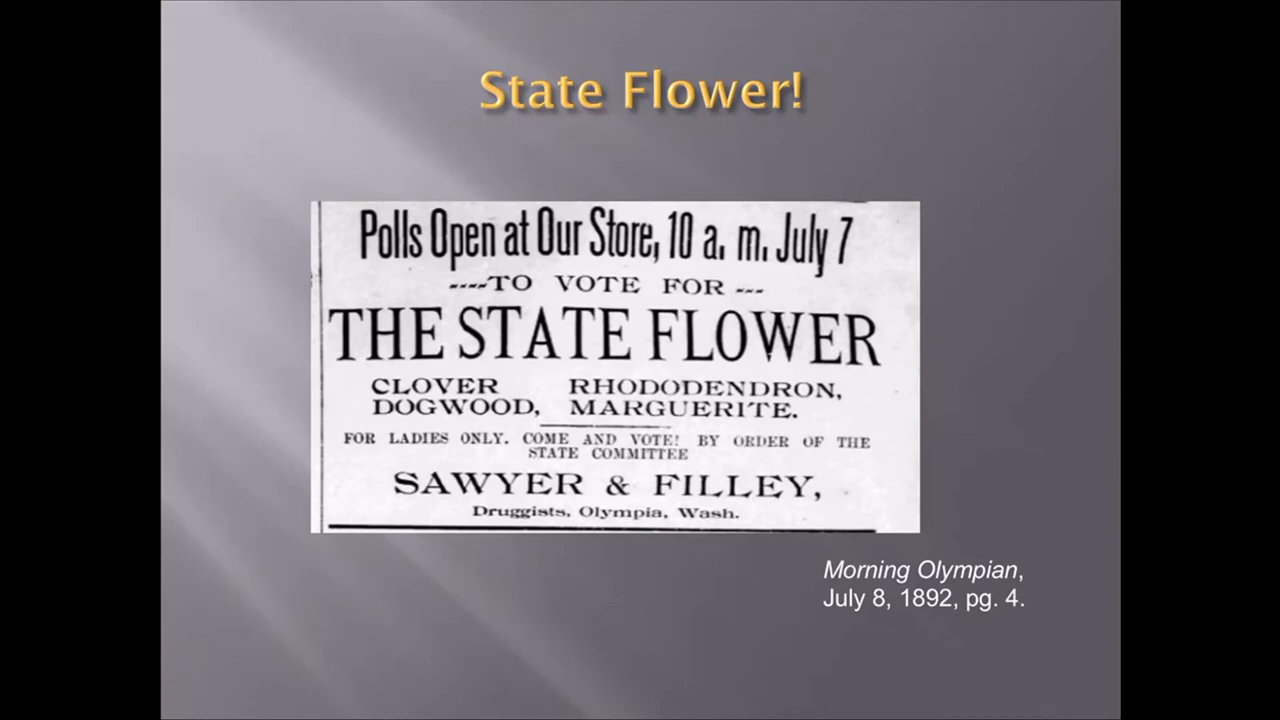 State Flower!
Polls Open at Our Store, 10 a. m. July 7
----TO VOTE FOR ---
THE STATE FLOWER
CLOVER RHODODENDRON,
DOGWOOD, MARGUERITE.
FOR LADIES ONLY. COME AND VOTE! BY ORDER OF THE
STATE COMMITTEE
SAWYER & FILLEY,
Druggists, Olympia, Wash.
Morning Olympian,
July 8, 1892, pg. 4.